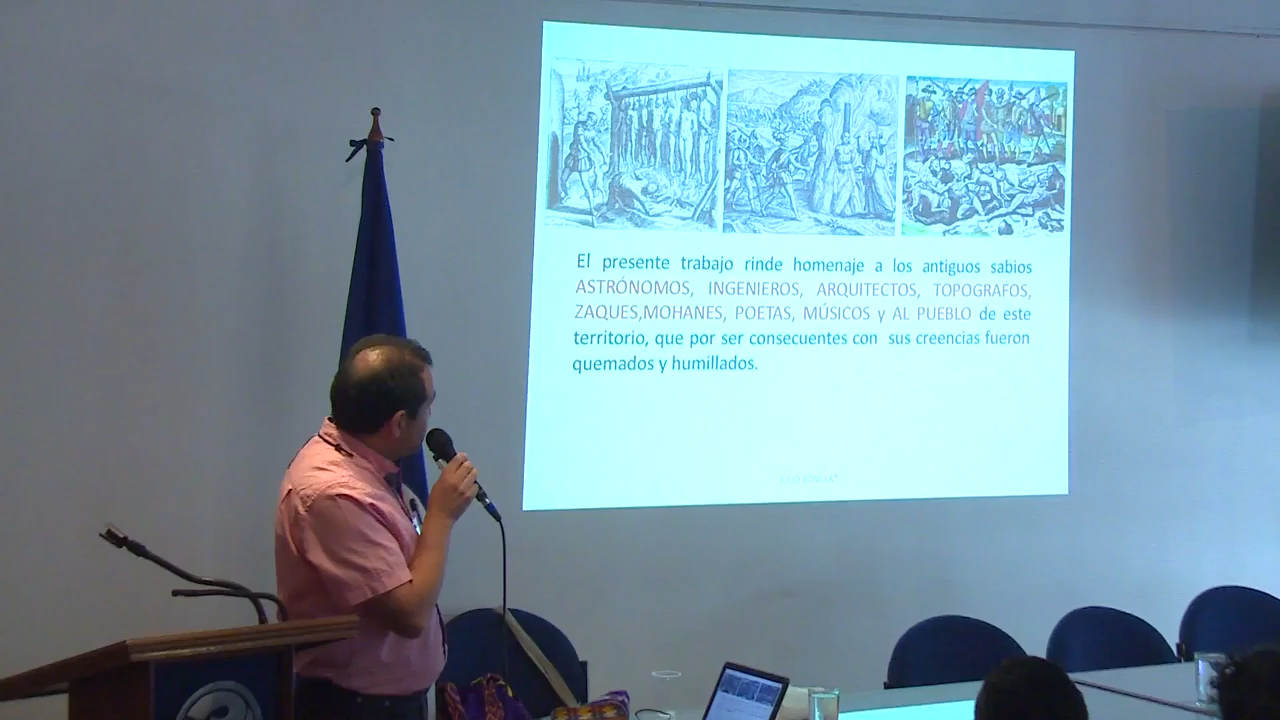 El presente trabajo rinde homenaje a los antiguos sabios
ASTRÓNOMOS, INGENIEROS, ARQUITECTOS, TOPOGRAFOS,
ZAQUES,MOHANES, POETAS, MÚSICOS y AL PUEBLO de este
territorio, que por ser consecuentes con sus creencias fueron
quemados y humillados.